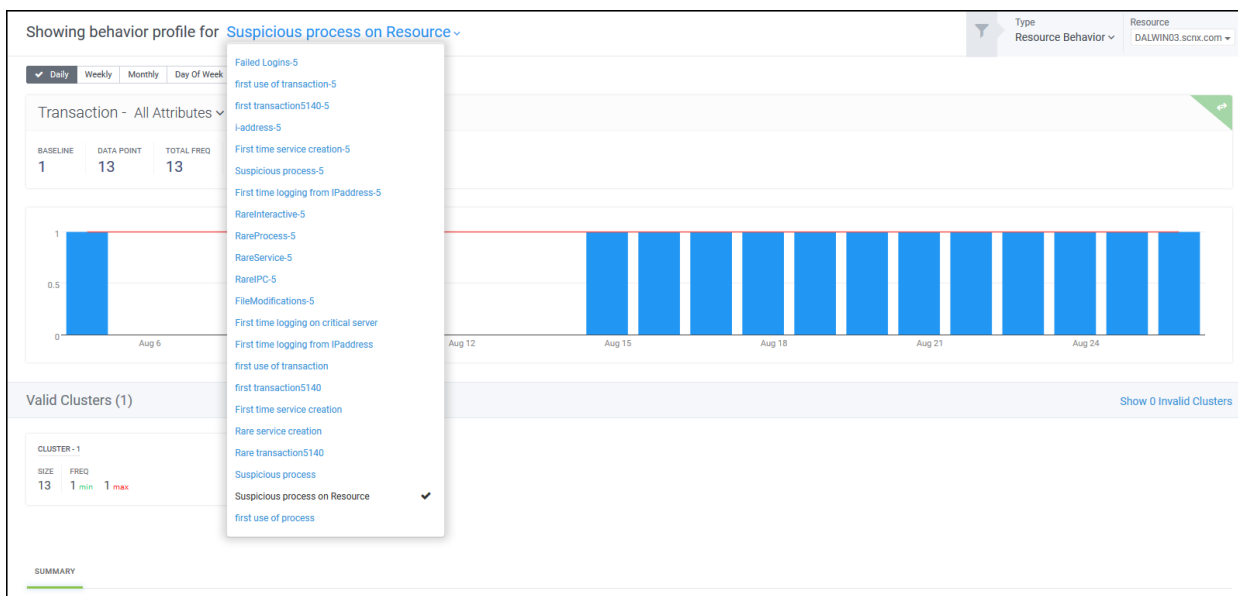 Showing behavior profile for Suspicious process on Resource
Type
Resource Behavior
Resource
DALWIN03.scnx.com
Daily Weekly Monthly Day Of Week
Transaction - All Attributes
BASELINE DATA POINT TOTAL FREQ
1 13 13
Failed Logins-5
first use of transaction-5
first transaction5140-5
i-address-5
First time service creation-5
Suspicious process-5
First time logging from IPaddress-5
RareInteractive-5
RareProcess-5
RareService-5
RareIPC-5
FileModifications-5
First time logging on critical server
First time logging from IPaddress
first use of transaction
first transaction5140
First time service creation
Rare service creation
Rare transaction5140
Suspicious process
Suspicious process on Resource
first use of process
1
0.5
0
Aug 6 Aug 12 Aug 15 Aug 18 Aug 21 Aug 24
Valid Clusters (1)
Show 0 Invalid Clusters
CLUSTER - 1
SIZE FREQ
13 1 min 1 max
SUMMARY